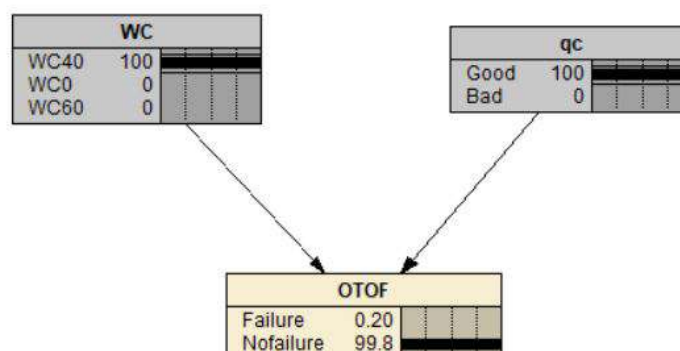 WC
WC40 100
WC0 0
WC60 0
qc
Good 100
Bad 0
OTOF
Failure 0.20
Nofailure 99.8